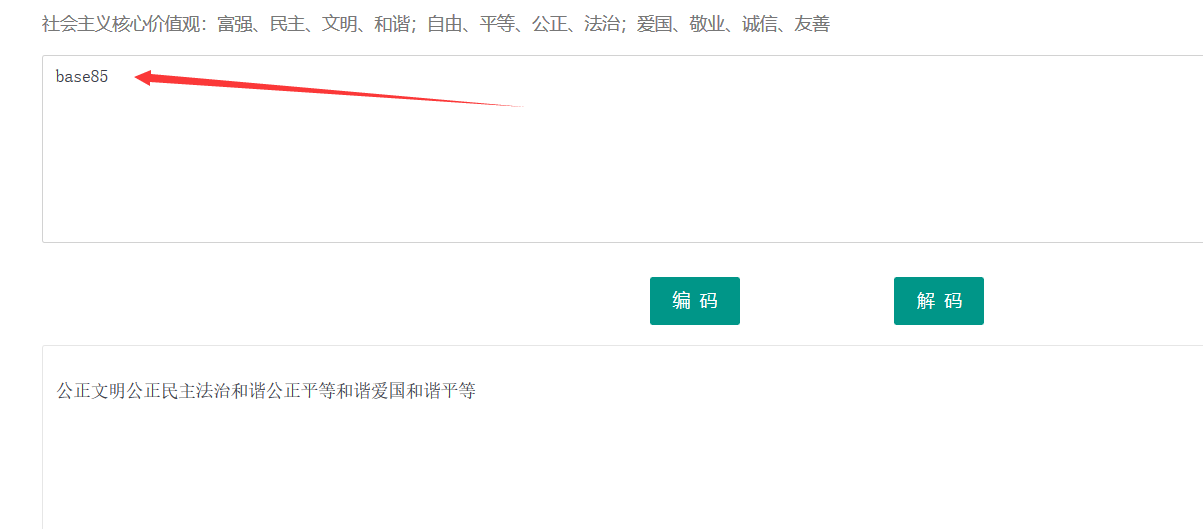 社会主义核心价值观：富强、民主、文明、和谐；自由、平等、公正、法治；爱国、敬业、诚信、友善
base85
编 码 解 码
公正文明公正民主法治和谐公正平等和谐爱国和谐平等